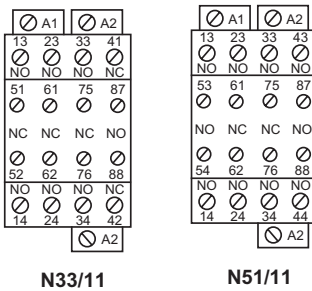 A1 A2
13 23 33 41
NO NO NO NC
51 61 75 87
NC NC NC NO
52 62 76 88
NO NO NO NC
14 24 34 42
A2
N33/11
A1 A2
13 23 33 43
NO NO NO NO
53 61 75 87
NO NC NC NO
54 62 76 88
NO NO NO NO
14 24 34 44
A2
N51/11